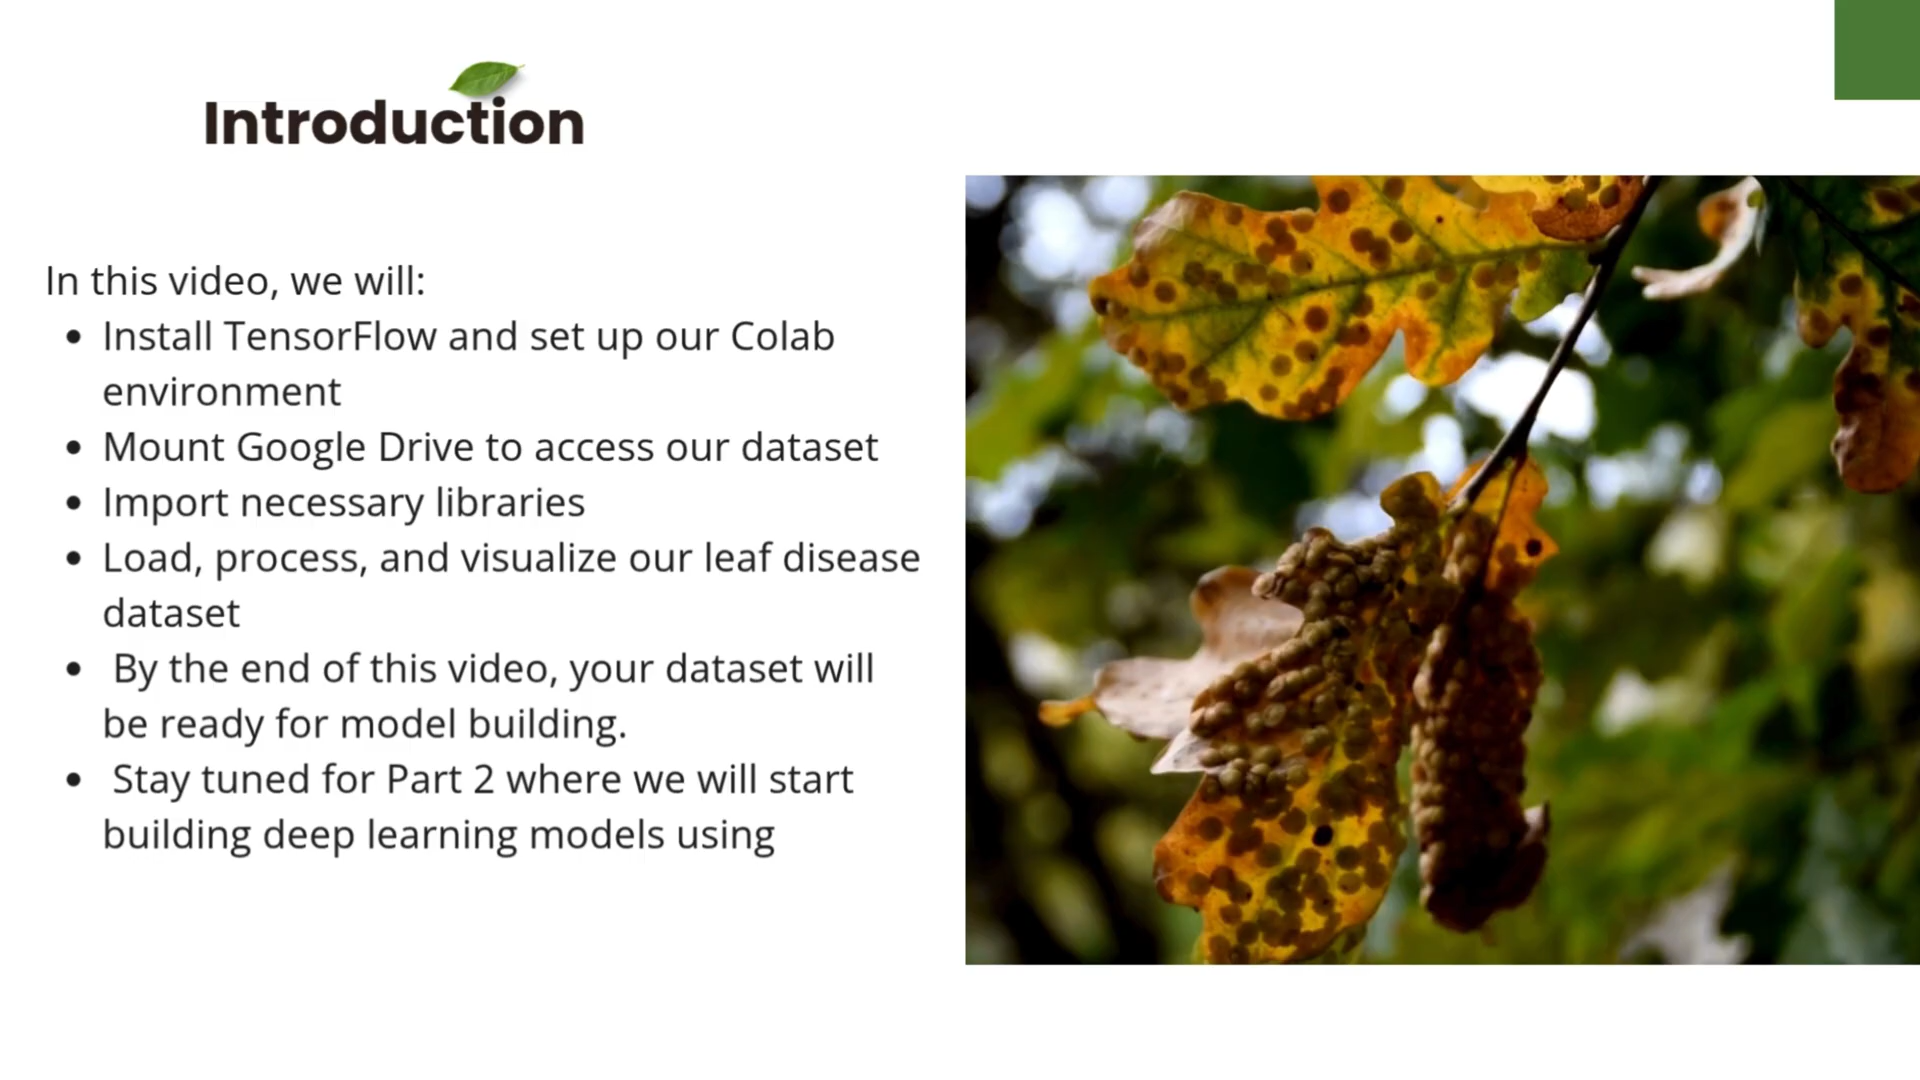 Introduction
In this video, we will:
• Install TensorFlow and set up our Colab
environment
• Mount Google Drive to access our dataset
• Import necessary libraries
• Load, process, and visualize our leaf disease
dataset
• By the end of this video, your dataset will
be ready for model building.
• Stay tuned for Part 2 where we will start
building deep learning models using